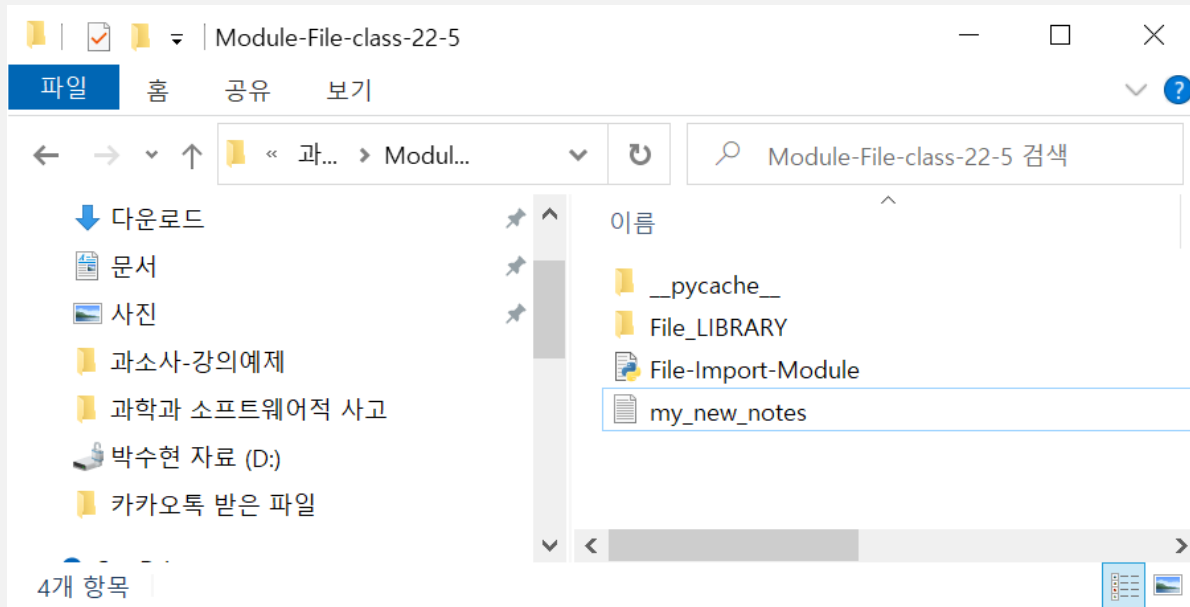 Module-File-class-22-5
파일 홈 공유 보기
?
« 과... > Modul...
Module-File-class-22-5 검색
다운로드
문서
사진
과소사-강의예제
과학과 소프트웨어적 사고
박수현 자료 (D:)
카카오톡 받은 파일
이름
__pycache__
File_LIBRARY
File-Import-Module
my_new_notes
4개 항목